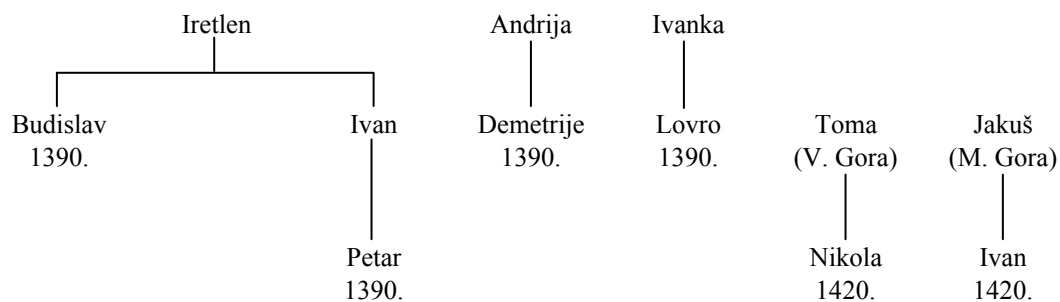 Iretlen Andrija Ivanka
Budislav Ivan Demetrije Lovro Toma Jakuš
1390. 1390. 1390. (V. Gora) (M. Gora)
Petar Nikola Ivan
1390. 1420. 1420.